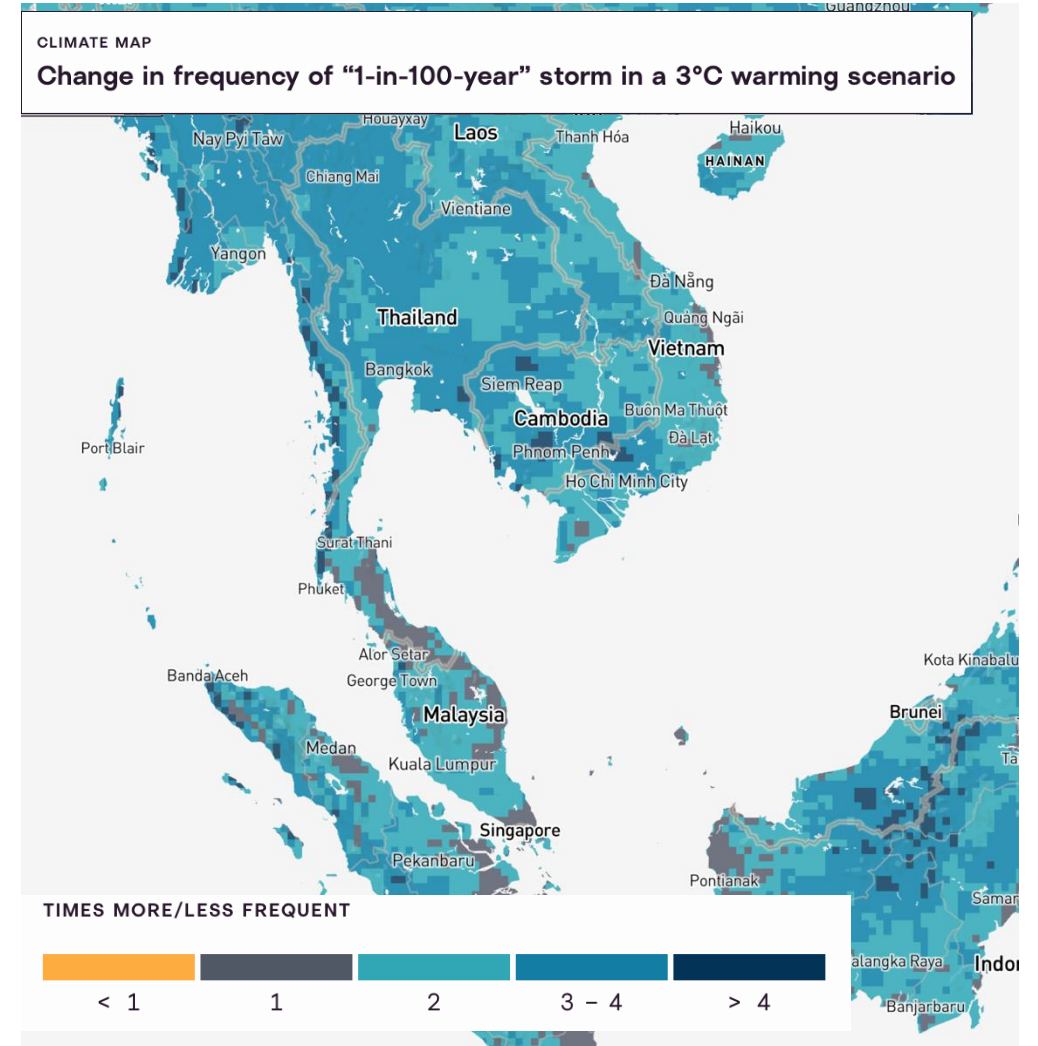 Guangzhou
CLIMATE MAP
Change in frequency of “1-in-100-year” storm in a 3°C warming scenario
Houayxay
Nay Pyi Taw
Laos
Thanh Hóa
Haikou
HAINAN
Chiang Mai
Vientiane
Yangon
Đà Nẵng
Thailand
Quảng Ngãi
Vietnam
Bangkok
Siem Reap
Cambodia
Buôn Ma Thuột
Port Blair
Đà Lạt
Phnom Penh
Ho Chi Minh City
Surat Thani
Phuket
Alor Setar
Kota Kinabalu
Banda Aceh
George Town
Malaysia
Brunei
Medan
Kuala Lumpur
Ta
Singapore
Pekanbaru
Pontianak
Samar
TIMES MORE/LESS FREQUENT
alangka Raya
Indon
< 1
1
2
3 – 4
> 4
Banjarbaru